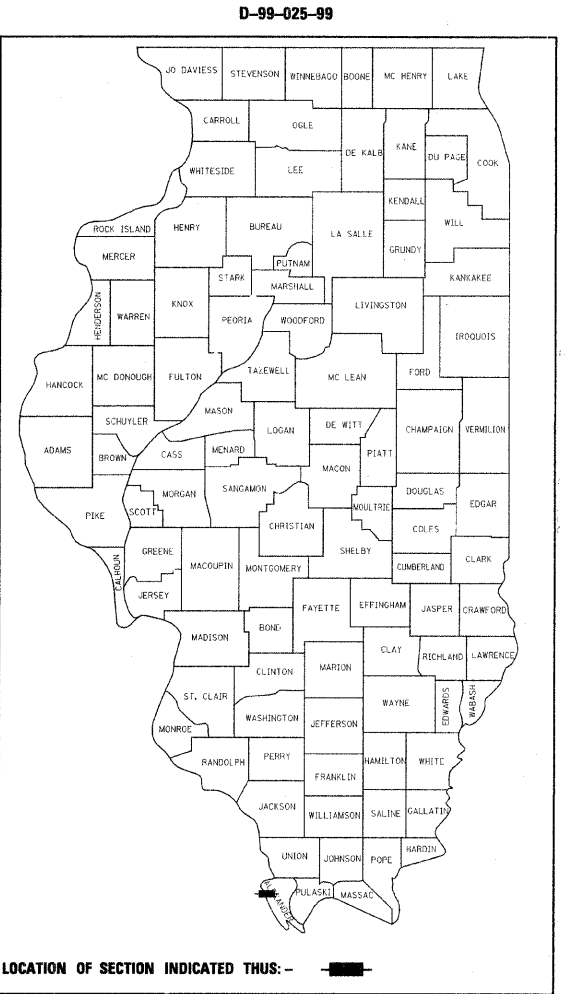 D-99-025-99
JO DAVIESS
STEVENSON
WINNEBAGO
BOONE
MC HENRY
LAKE
CARROLL
OGLE
DE KALB
KANE
DU PAGE
COOK
WHITESIDE
LEE
KENDALL
ROCK ISLAND
HENRY
BUREAU
LA SALLE
WILL
GRUNDY
MERCER
PUTNAM
STARK
KANKAKEE
MARSHALL
HENDERSON
WARREN
KNOX
PEORIA
WOODFORD
LIVINGSTON
IROQUOIS
HANCOCK
MC DONOUGH
FULTON
TAZEWELL
MC LEAN
FORD
MASON
SCHUYLER
LOGAN
DE WITT
CHAMPAIGN
VERMILION
ADAMS
BROWN
CASS
MENARD
MACON
PIATT
MORGAN
SANGAMON
DOUGLAS
PIKE
SCOTT
MOULTRIE
EDGAR
CHRISTIAN
COLES
GREENE
SHELBY
CALHOUN
MACOUPIN
MONTGOMERY
CUMBERLAND
CLARK
JERSEY
FAYETTE
EFFINGHAM
JASPER
CRAWFORD
MADISON
BOND
CLAY
RICHLAND
LAWRENCE
CLINTON
MARION
ST. CLAIR
WAYNE
EDWARDS
WABASH
WASHINGTON
JEFFERSON
MONROE
RANDOLPH
PERRY
HAMILTON
WHITE
FRANKLIN
JACKSON
WILLIAMSON
SALINE
GALLATIN
UNION
JOHNSON
POPE
HARDIN
ALEXANDER
PULASKI
MASSAC
LOCATION OF SECTION INDICATED THUS: -